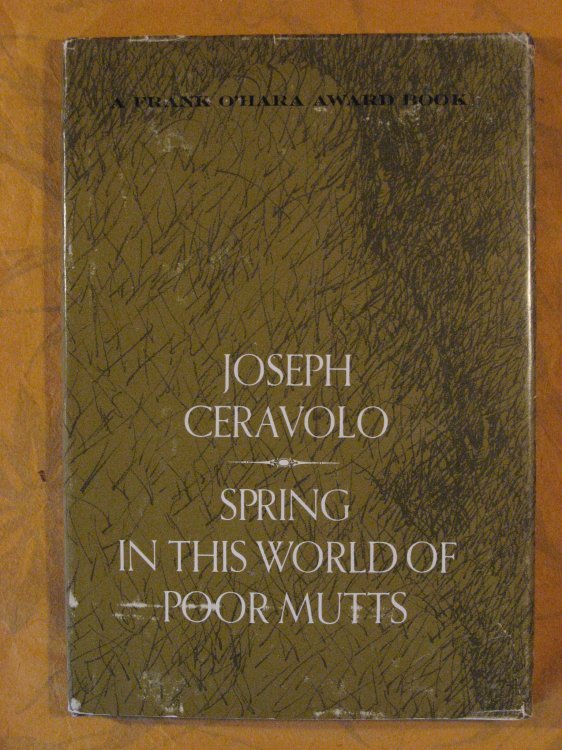 A FRANK O'HARA AWARD BOOK
JOSEPH
CERAVOLO
SPRING
IN THIS WORLD OF
POOR MUTTS